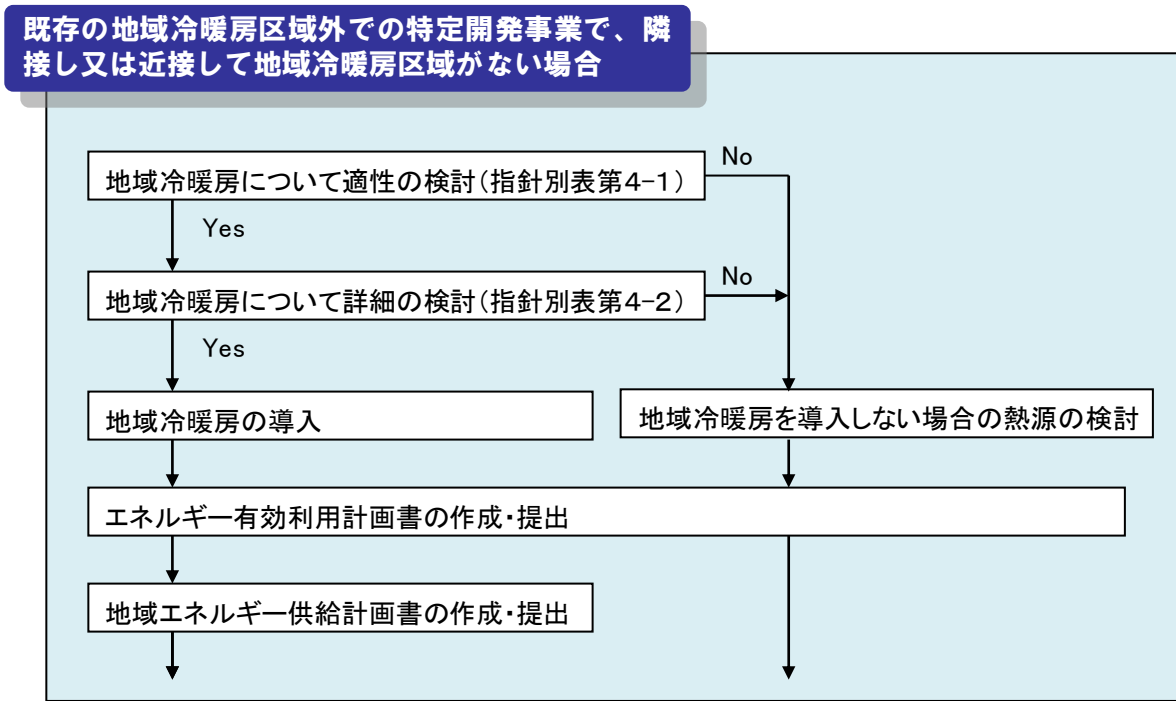 既存の地域冷暖房区域外での特定開発事業で、隣
接し又は近接して地域冷暖房区域がない場合
地域冷暖房について適性の検討(指針別表第4-1)
No
Yes
地域冷暖房について詳細の検討(指針別表第4-2)
No
Yes
地域冷暖房の導入
地域冷暖房を導入しない場合の熱源の検討
エネルギー有効利用計画書の作成・提出
地域エネルギー供給計画書の作成・提出